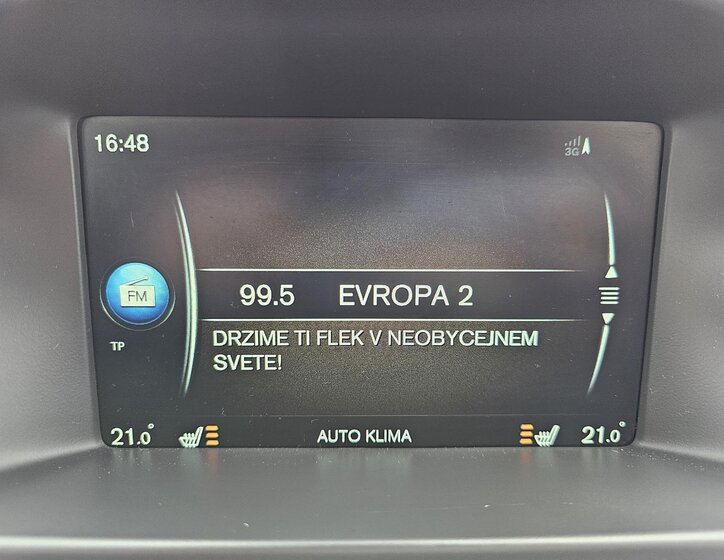 16:48
3G
99.5 EVROPA 2
FM
TP
DRZIME TI FLEK V NEOBYCEJNEM
SVETE!
21.0° AUTO KLIMA 21.0°